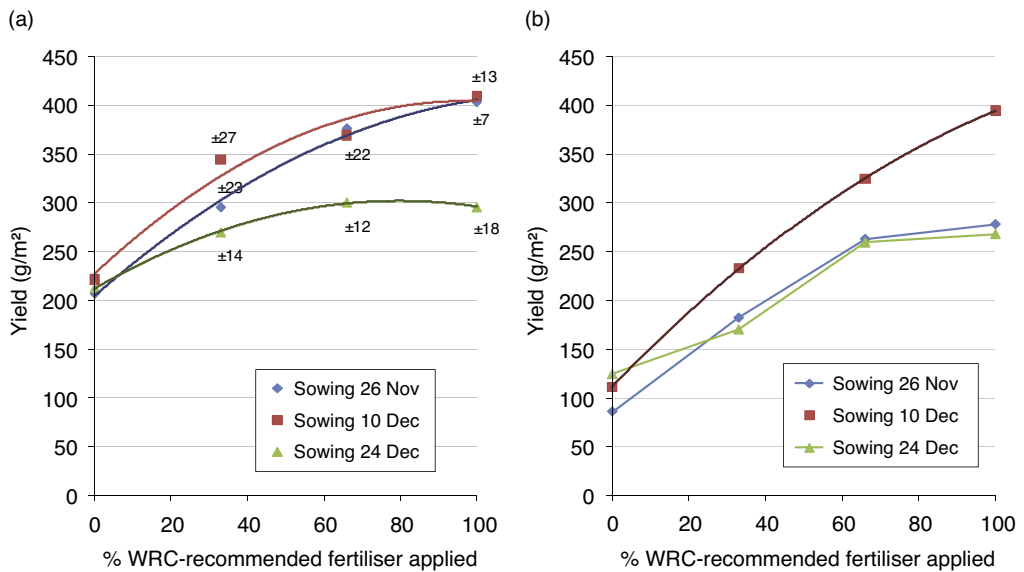 (a)
Yield (g/m²)
450
400
350
300
250
200
150
100
50
0
±27
±23
±14
±22
±12
±13
±7
±18
Sowing 26 Nov
Sowing 10 Dec
Sowing 24 Dec
0 20 40 60 80 100
% WRC-recommended fertiliser applied
(b)
Yield (g/m²)
450
400
350
300
250
200
150
100
50
0
Sowing 26 Nov
Sowing 10 Dec
Sowing 24 Dec
0 20 40 60 80 100
% WRC-recommended fertiliser applied